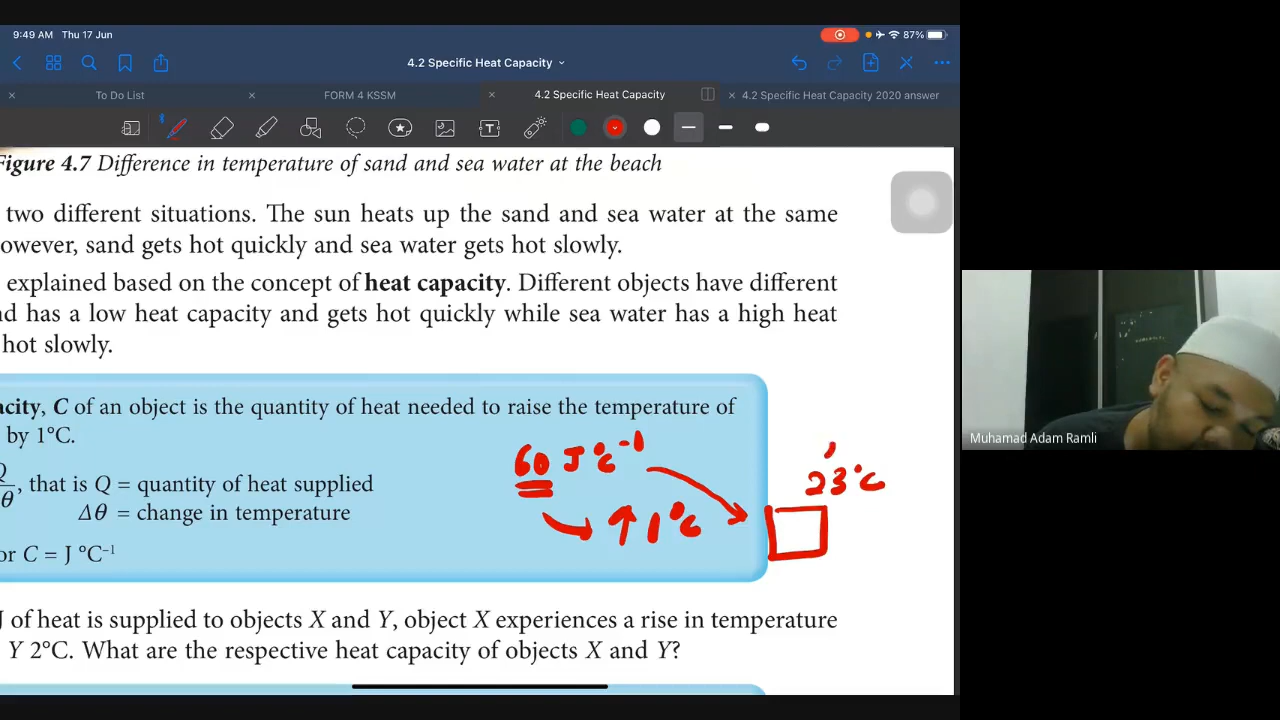 9:49 AM Thu 17 Jun
87%
4.2 Specific Heat Capacity
To Do List
FORM 4 KSSM
4.2 Specific Heat Capacity
4.2 Specific Heat Capacity 2020 answer
Figure 4.7 Difference in temperature of sand and sea water at the beach
two different situations. The sun heats up the sand and sea water at the same
owever, sand gets hot quickly and sea water gets hot slowly.
explained based on the concept of heat capacity. Different objects have different
nd has a low heat capacity and gets hot quickly while sea water has a high heat
hot slowly.
acity, C of an object is the quantity of heat needed to raise the temperature of
by 1°C.
60 J°C⁻¹
23°C
Q
θ, that is Q = quantity of heat supplied
Δθ = change in temperature
↑ 1°C
or C = J °C⁻¹
J of heat is supplied to objects X and Y, object X experiences a rise in temperature
Y 2°C. What are the respective heat capacity of objects X and Y?
Muhamad Adam Ramli